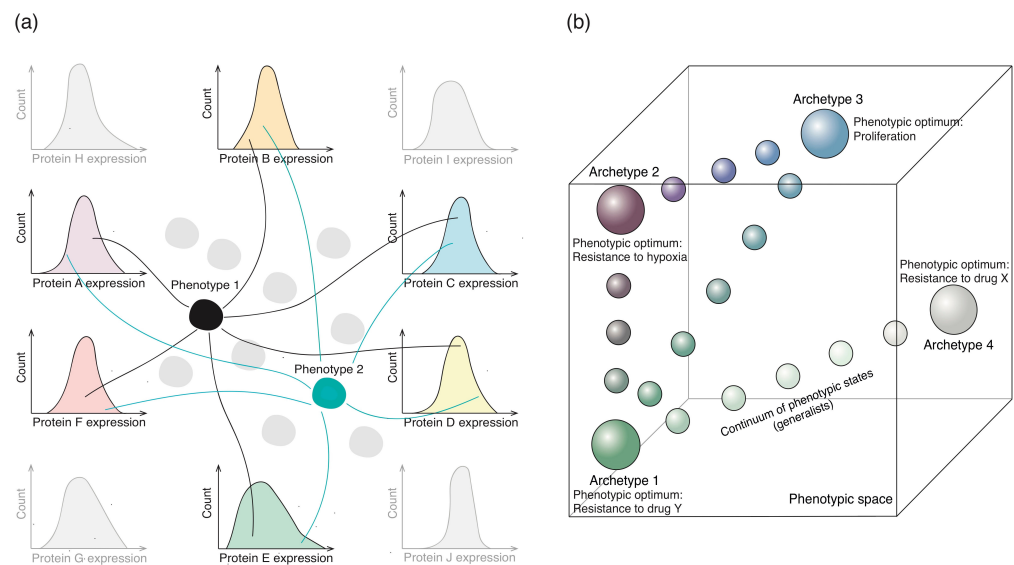 (a)
Count
Protein H expression
Count
Protein B expression
Count
Protein I expression
Count
Protein A expression
Phenotype 1
Count
Protein C expression
Count
Protein F expression
Phenotype 2
Count
Protein D expression
Count
Protein G expression
Count
Protein E expression
Count
Protein J expression
(b)
Archetype 3
Phenotypic optimum:
Proliferation
Archetype 2
Phenotypic optimum:
Resistance to hypoxia
Phenotypic optimum:
Resistance to drug X
Archetype 4
Continuum of phenotypic states
(generalists)
Archetype 1
Phenotypic optimum:
Resistance to drug Y
Phenotypic space